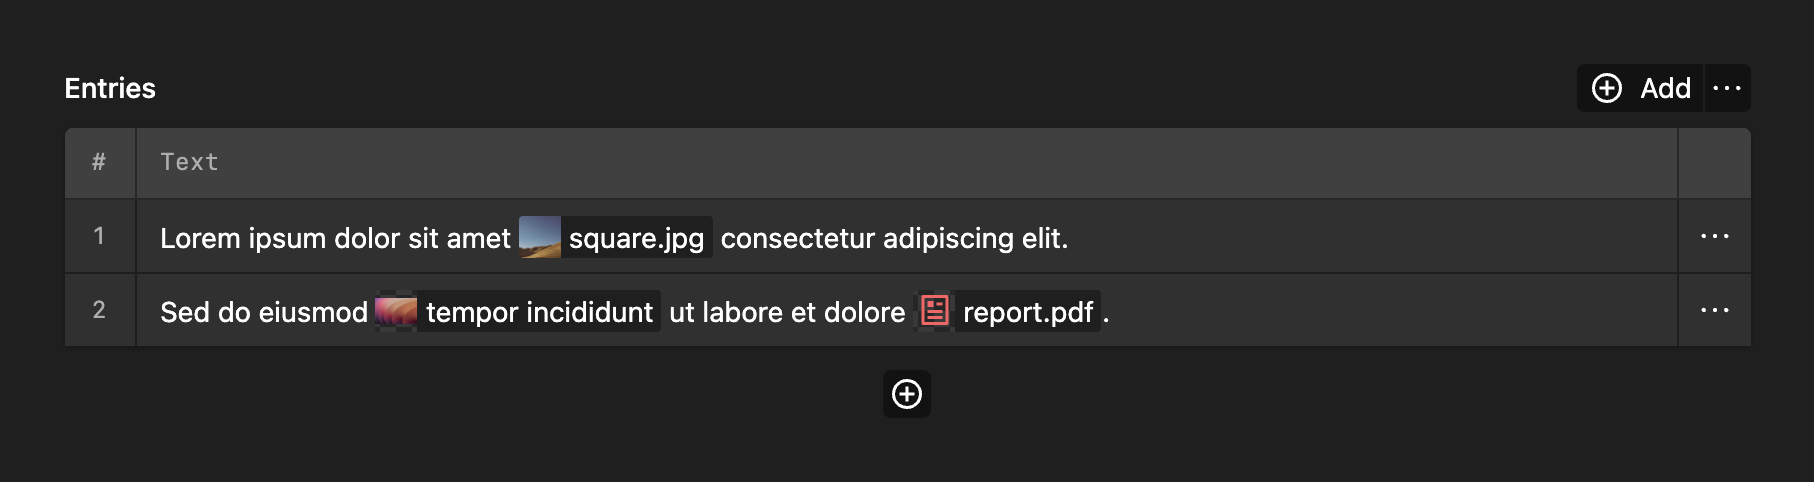 Entries
Add
# Text
1 Lorem ipsum dolor sit amet square.jpg consectetur adipiscing elit.
2 Sed do eiusmod tempor incididunt ut labore et dolore report.pdf .